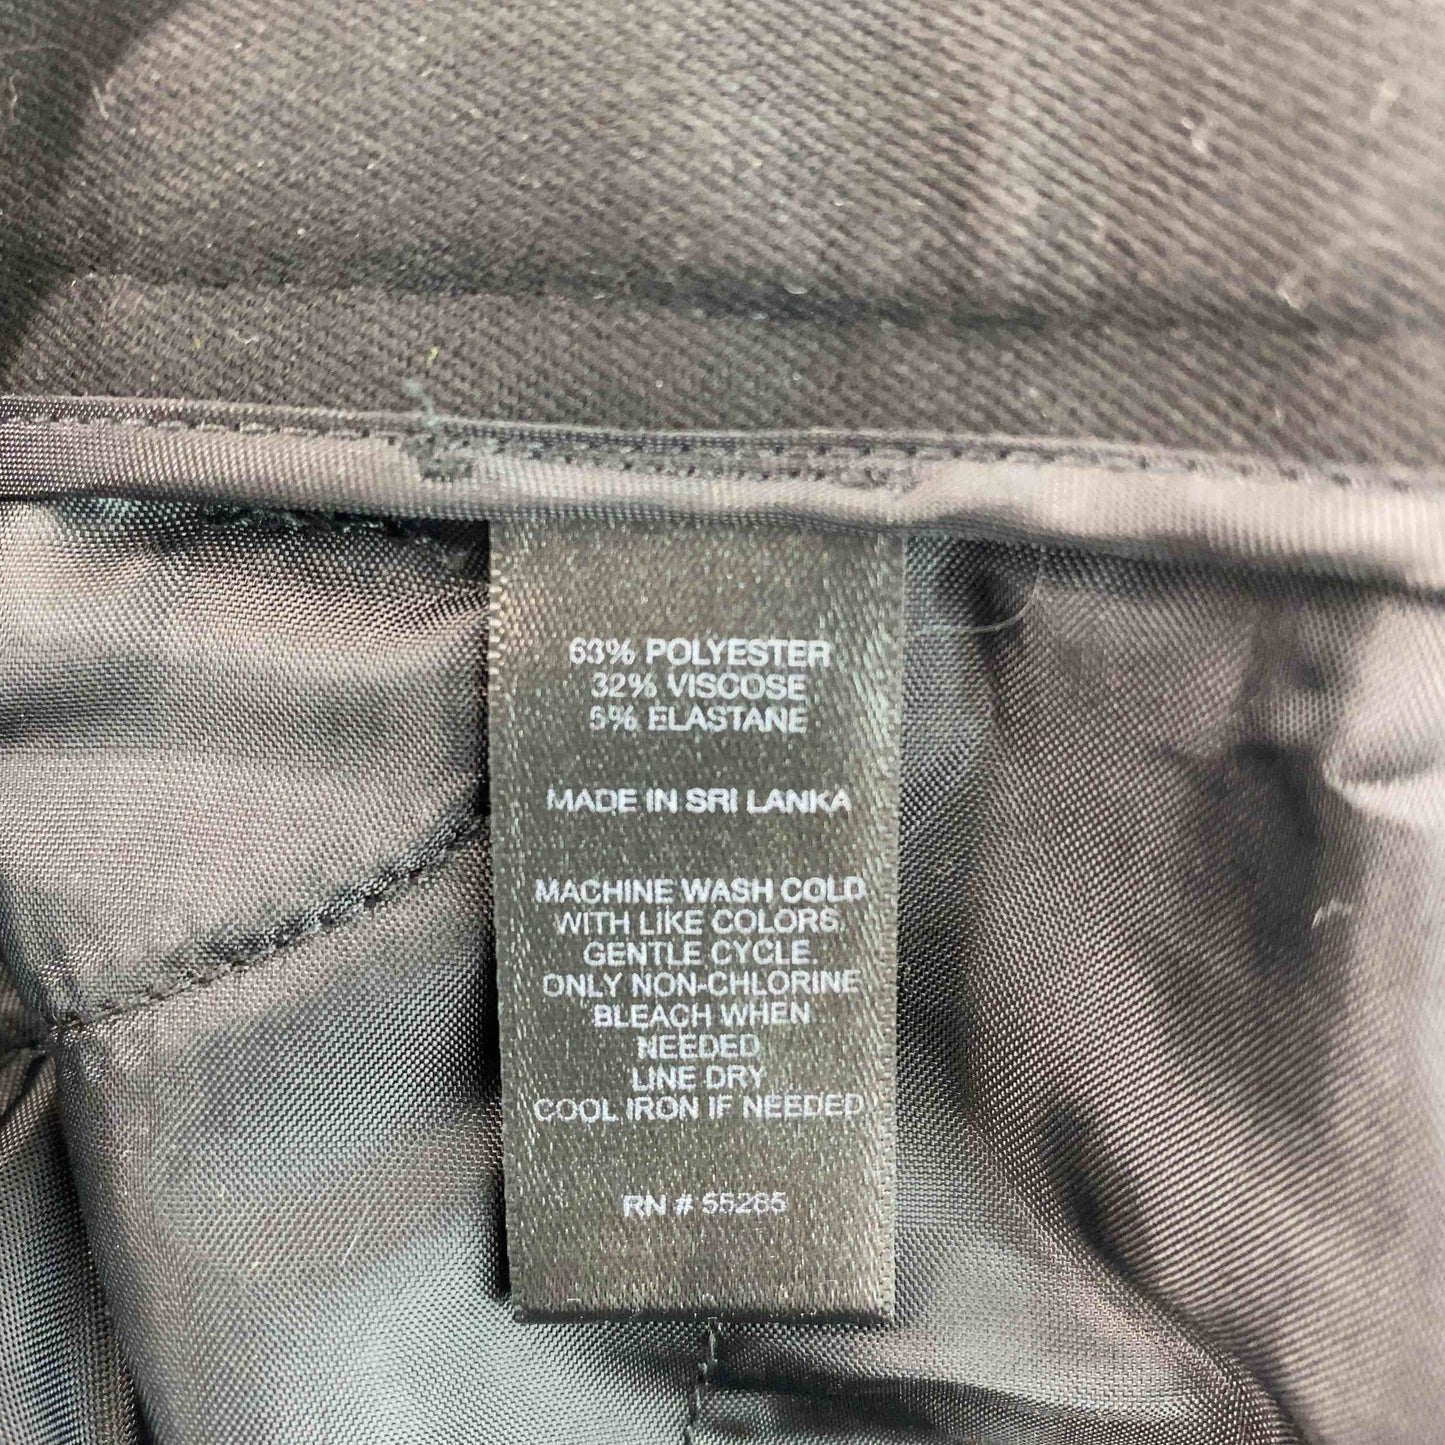 63% POLYESTER
32% VISCOSE
5% ELASTANE
MADE IN SRI LANKA
MACHINE WASH COLD
WITH LIKE COLORS,
GENTLE CYCLE.
ONLY NON-CHLORINE
BLEACH WHEN
NEEDED
LINE DRY
COOL IRON IF NEEDED
RN # 55285